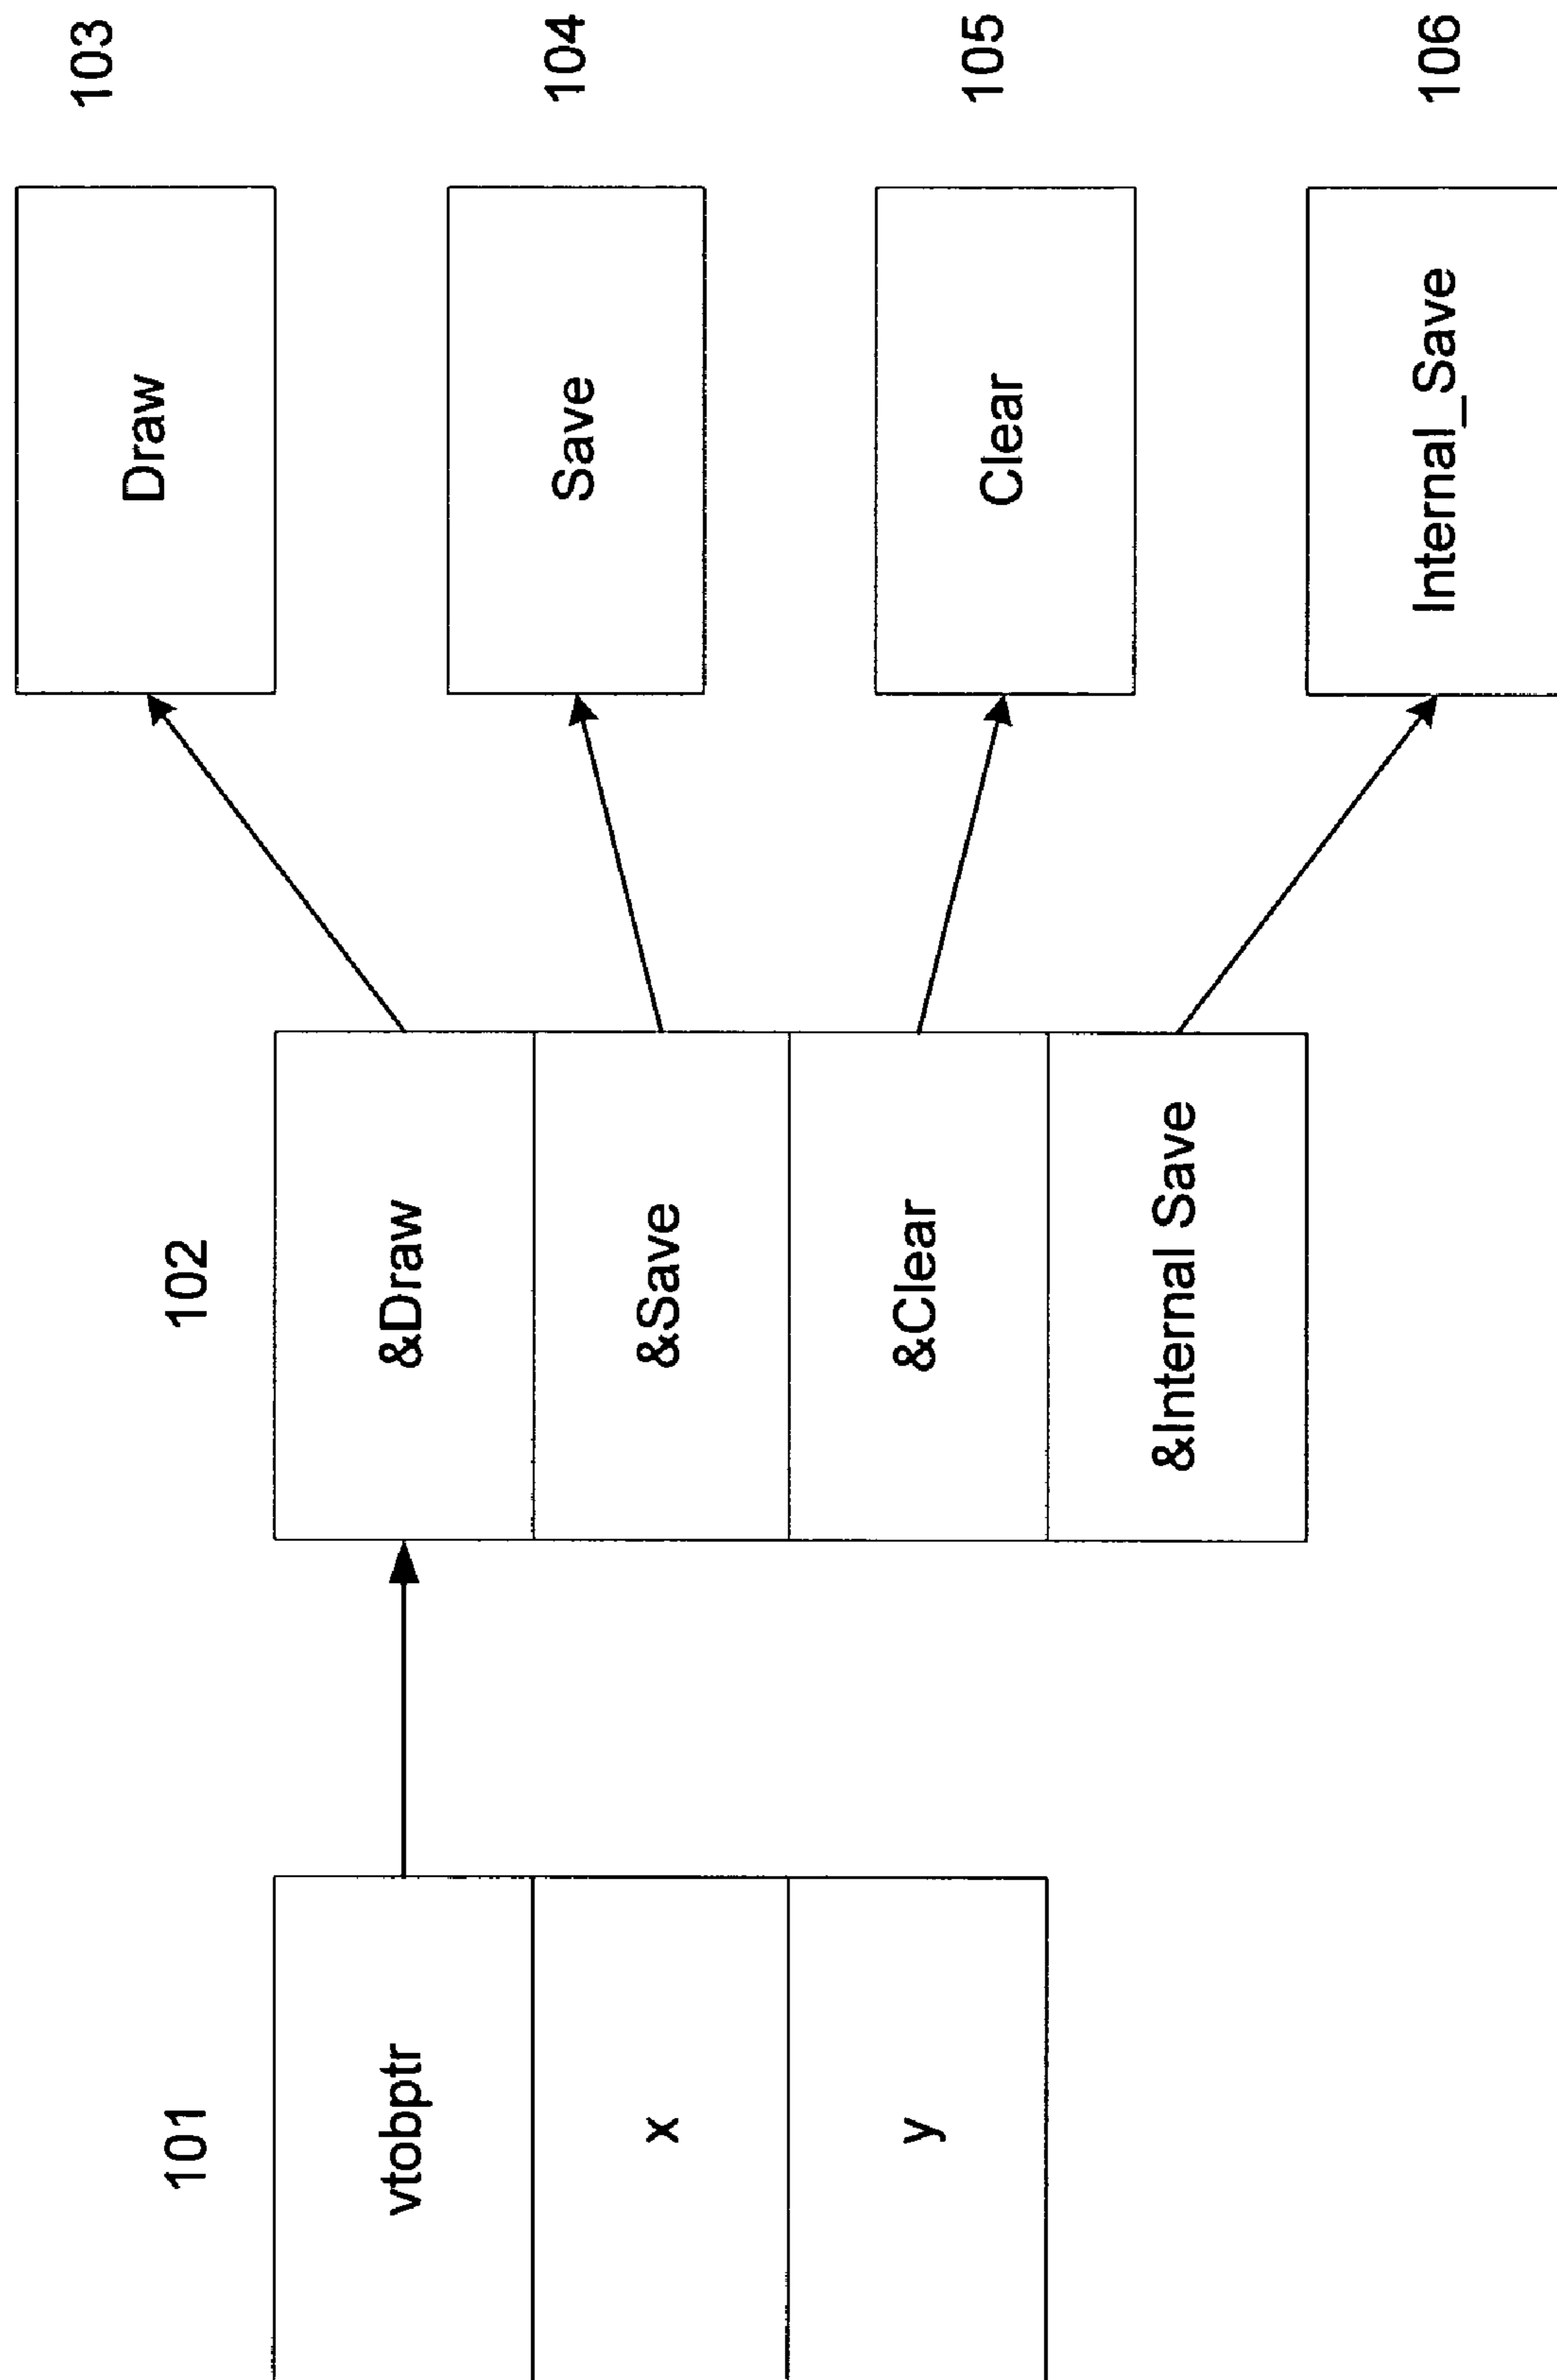 101
vtobptr
x
y
102
&Draw
&Save
&Clear
&Internal Save
Draw
103
Save
104
Clear
105
Internal_Save
106